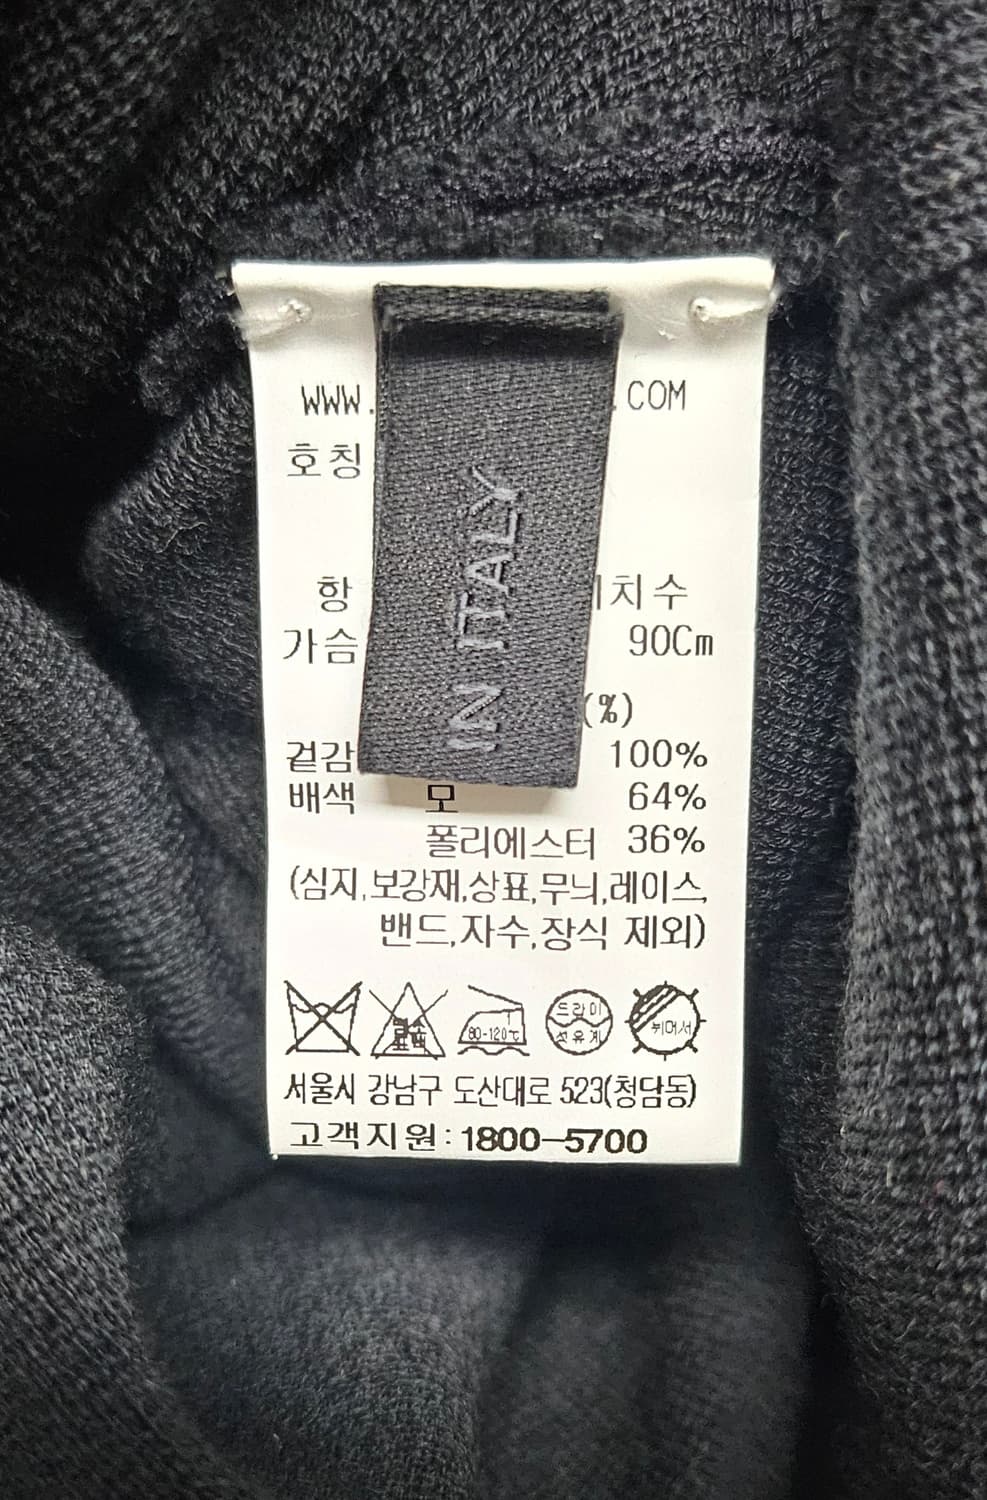 WWW. .COM
호칭
항 치수
가슴 90Cm
(%)
겉감 100%
배색 모 64%
폴리에스터 36%
(심지,보강재,상표,무늬,레이스,
밴드,자수,장식 제외)
80-120℃ 드라이 뉘어서
석유계
서울시 강남구 도산대로 523(청담동)
고객지원: 1800-5700
IN ITALY